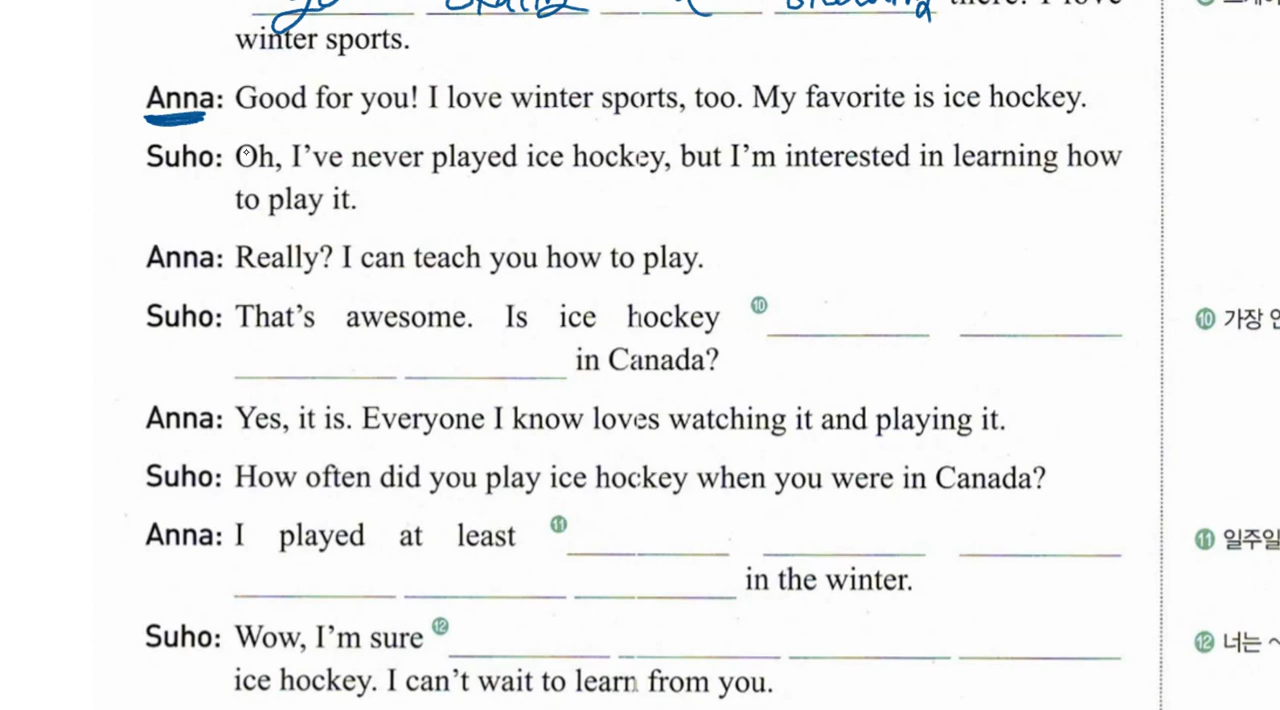 winter sports.
Anna: Good for you! I love winter sports, too. My favorite is ice hockey.
Suho: Oh, I've never played ice hockey, but I'm interested in learning how
to play it.
Anna: Really? I can teach you how to play.
Suho: That's awesome. Is ice hockey ⑩
⑩ 가장
in Canada?
Anna: Yes, it is. Everyone I know loves watching it and playing it.
Suho: How often did you play ice hockey when you were in Canada?
Anna: I played at least ⑪
⑪ 일주일
in the winter.
Suho: Wow, I'm sure ⑫
⑫ 너는 ~
ice hockey. I can't wait to learn from you.